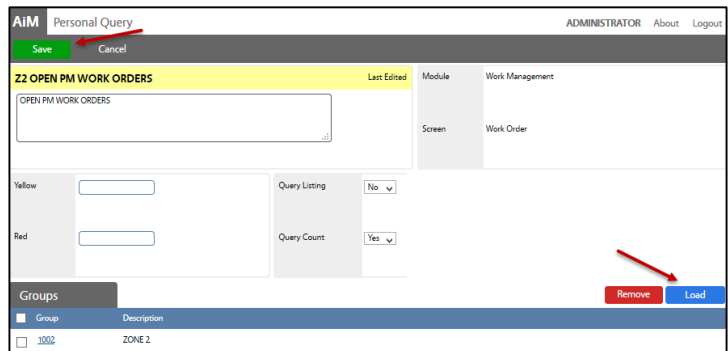 AiM Personal Query ADMINISTRATOR About Logout
Save Cancel
Z2 OPEN PM WORK ORDERS Last Edited
OPEN PM WORK ORDERS
Module Work Management
Screen Work Order
Yellow Query Listing No
Red Query Count Yes
Groups Remove Load
Group Description
1002 ZONE 2